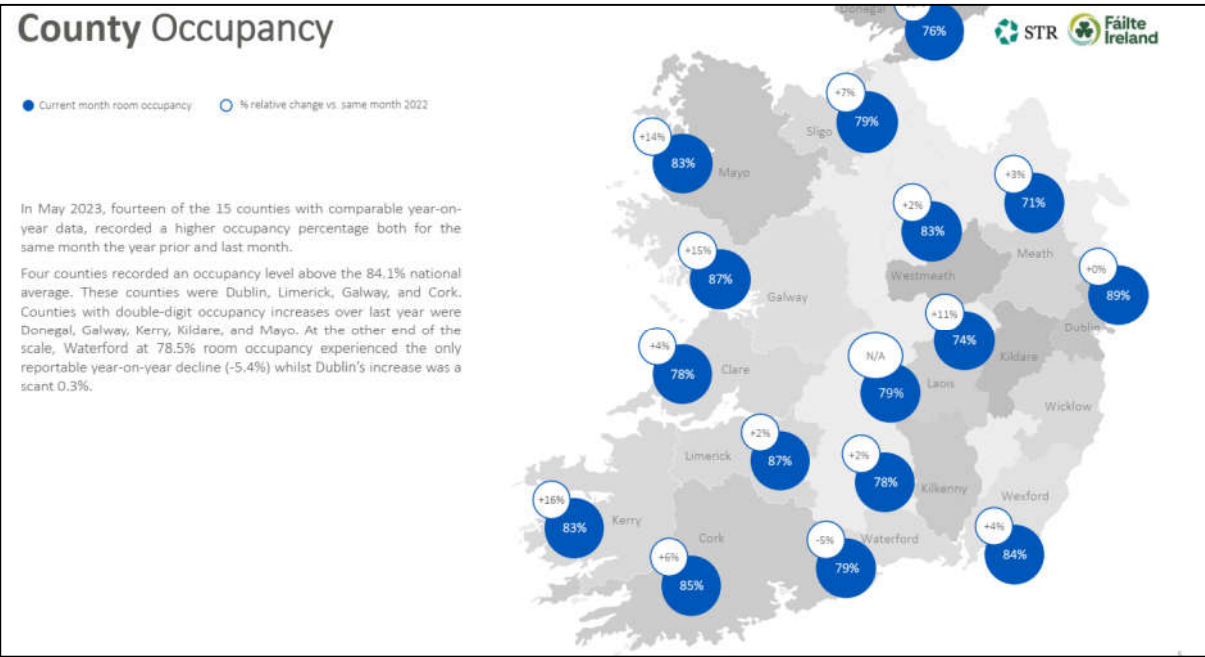 County Occupancy
STR
Fáilte
Ireland
Current month room occupancy
% relative change vs. same month 2022
In May 2023, fourteen of the 15 counties with comparable year-on-
year data, recorded a higher occupancy percentage both for the
same month the year prior and last month.
Four counties recorded an occupancy level above the 84.1% national
average. These counties were Dublin, Limerick, Galway, and Cork.
Counties with double-digit occupancy increases over last year were
Donegal, Galway, Kerry, Kildare, and Mayo. At the other end of the
scale, Waterford at 78.5% room occupancy experienced the only
reportable year-on-year decline (-5.4%) whilst Dublin's increase was a
scant 0.3%.
Donegal
76%
+7%
79%
Sligo
+14%
83%
Mayo
+3%
71%
Meath
+2%
83%
Westmeath
+15%
87%
Galway
+0%
89%
Dublin
+11%
74%
Kildare
+4%
78%
Clare
N/A
79%
Laois
Wicklow
+2%
87%
Limerick
+2%
78%
Kilkenny
Wexford
+16%
83%
Kerry
+6%
85%
Cork
-5%
79%
Waterford
+4%
84%